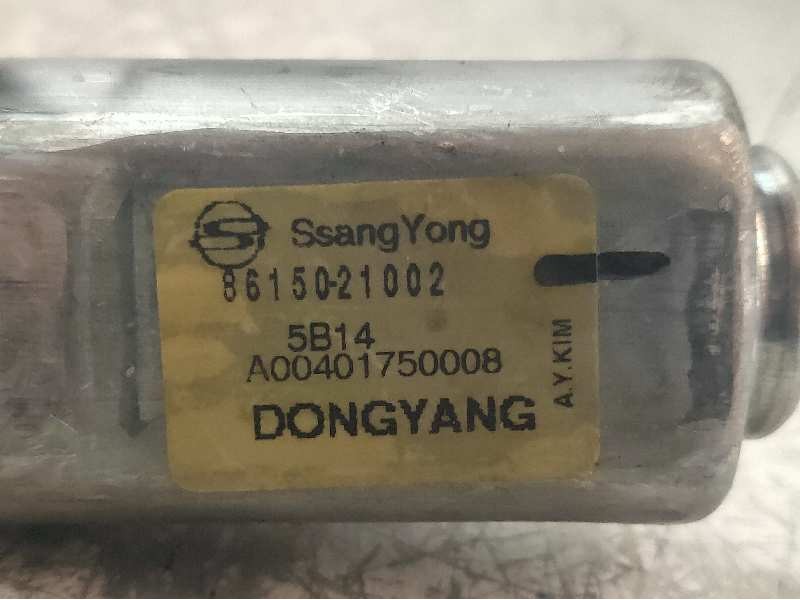 SsangYong
86150-21002
5B14
A00401750008
DONGYANG
A.Y.KIM